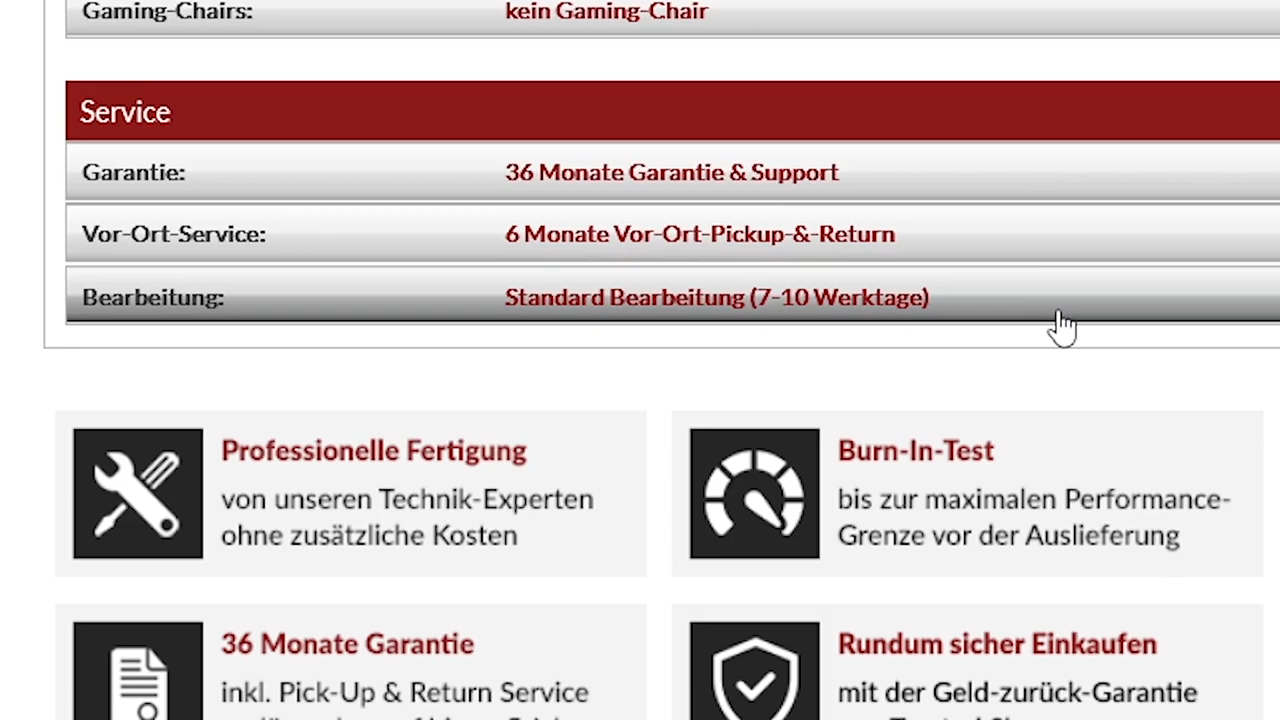 Gaming-Chairs: kein Gaming-Chair
Service
Garantie: 36 Monate Garantie & Support
Vor-Ort-Service: 6 Monate Vor-Ort-Pickup-&-Return
Bearbeitung: Standard Bearbeitung (7-10 Werktage)
Professionelle Fertigung
von unseren Technik-Experten
ohne zusätzliche Kosten
Burn-In-Test
bis zur maximalen Performance-
Grenze vor der Auslieferung
36 Monate Garantie
inkl. Pick-Up & Return Service
Rundum sicher Einkaufen
mit der Geld-zurück-Garantie